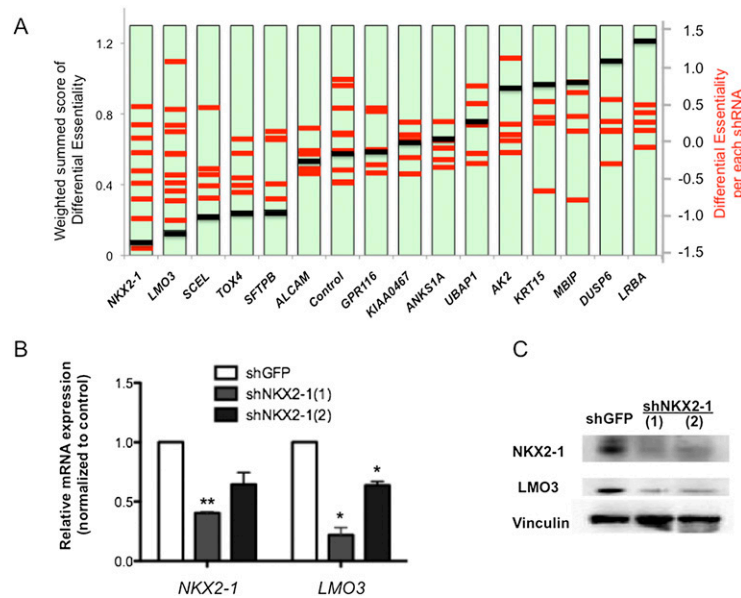 A
Weighted summed score of
Differential Essentiality
1.2
0.8
0.4
0
1.5
1.0
0.5
0.0
-0.5
-1.0
-1.5
Differential Essentiality
per each shRNA
NKX2-1
LMO3
SCEL
TOX4
SFTPB
ALCAM
Control
GPR116
KIAA0467
ANKS1A
UBAP1
AK2
KRT15
MBIP
DUSP6
LRBA
B
Relative mRNA expression
(normalized to control)
1.5
1.0
0.5
0.0
shGFP
shNKX2-1(1)
shNKX2-1(2)
**
*
*
NKX2-1
LMO3
C
shGFP
shNKX2-1
(1) (2)
NKX2-1
LMO3
Vinculin